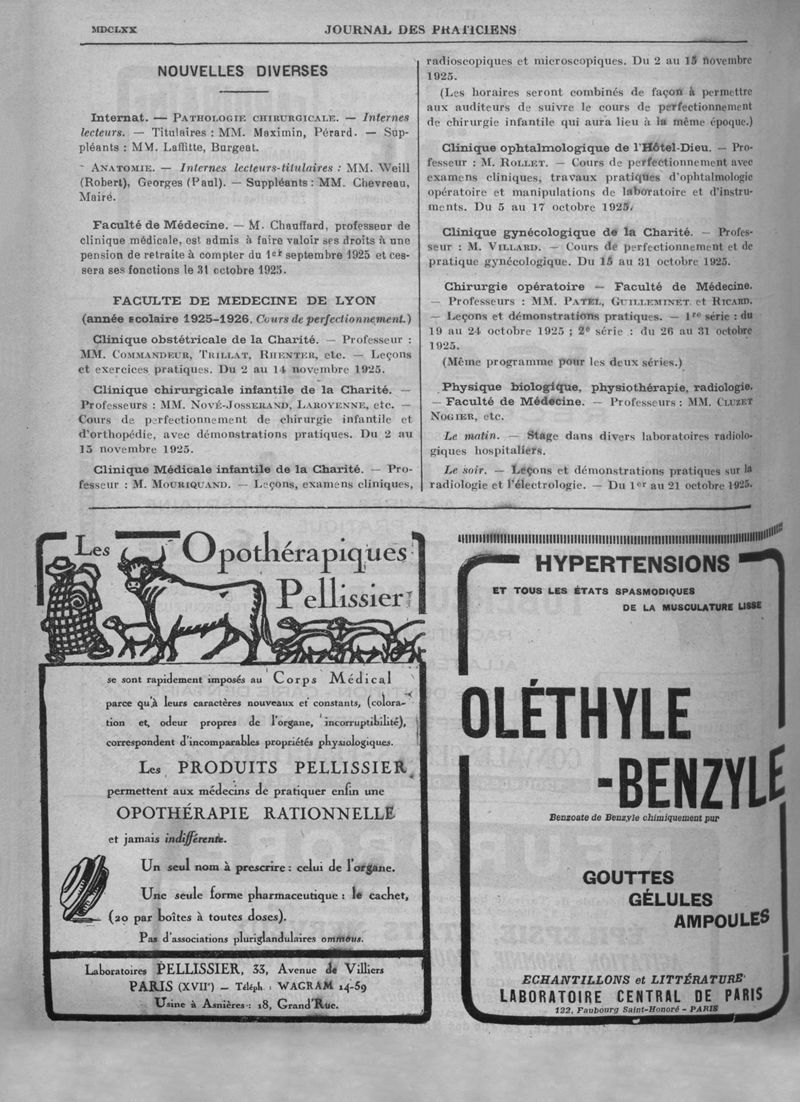 MDCLXX
JOURNAL DES PRATICIENS
NOUVELLES DIVERSES
Internat. — PATHOLOGIE CHIRURGICALE. — Internes
lecteurs. — Titulaires : MM. Maximin, Pérard. — Sup-
pléants : MM. Laffitte, Burgeat.
ANATOMIE. — Internes lecteurs-titulaires : MM. Weill
(Robert), Georges (Paul). — Suppléants : MM. Chevreau,
Mairé.
Faculté de Médecine. — M. Chauffard, professeur de
clinique médicale, est admis à faire valoir ses droits à une
pension de retraite à compter du 1er septembre 1925 et ces-
sera ses fonctions le 31 octobre 1925.
FACULTE DE MEDECINE DE LYON
(année scolaire 1925-1926. Cours de perfectionnement.)
Clinique obstétricale de la Charité. — Professeur :
MM. COMMANDEUR, TRILLAT, RHENTER, etc. — Leçons
et exercices pratiques. Du 2 au 14 novembre 1925.
Clinique chirurgicale infantile de la Charité. —
Professeurs : MM. NOVÉ-JOSSERAND, LAROYENNE, etc. —
Cours de perfectionnement de chirurgie infantile et
d'orthopédie, avec démonstrations pratiques. Du 2 au
15 novembre 1925.
Clinique Médicale infantile de la Charité. — Pro-
fesseur : M. MOURIQUAND. — Leçons, examens cliniques,
radioscopiques et microscopiques. Du 2 au 15 novembre
1925.
(Les horaires seront combinés de façon à permettre
aux auditeurs de suivre le cours de perfectionnement
de chirurgie infantile qui aura lieu à la même époque.)
Clinique ophtalmologique de l'Hôtel-Dieu. — Pro-
fesseur : M. ROLLET. — Cours de perfectionnement avec
examens cliniques, travaux pratiques d'ophtalmologie
opératoire et manipulations de laboratoire et d'instru-
ments. Du 5 au 17 octobre 1925.
Clinique gynécologique de la Charité. — Profes-
seur : M. VILLARD. — Cours de perfectionnement et de
pratique gynécologique. Du 15 au 31 octobre 1925.
Chirurgie opératoire — Faculté de Médecine.
— Professeurs : MM. PATEL, GUILLEMINET et RICARD.
— Leçons et démonstrations pratiques. — 1re série : du
19 au 24 octobre 1925 ; 2e série : du 26 au 31 octobre
1925.
(Même programme pour les deux séries.)
Physique biologique, physiothérapie, radiologie.
— Faculté de Médecine. — Professeurs : MM. CLUZET
NOGIER, etc.
Le matin. — Stage dans divers laboratoires radiolo-
giques hospitaliers.
Le soir. — Leçons et démonstrations pratiques sur la
radiologie et l'électrologie. — Du 1er au 21 octobre 1925.
Les Opothérapiques
Pellissier
se sont rapidement imposés au Corps Médical
parce qu'à leurs caractères nouveaux et constants, (colora-
tion et, odeur propres de l'organe, incorruptibilité),
correspondent d'incomparables propriétés physiologiques.
Les PRODUITS PELLISSIER
permettent aux médecins de pratiquer enfin une
OPOTHÉRAPIE RATIONNELLE
et jamais indifférente.
Un seul nom à prescrire : celui de l'organe.
Une seule forme pharmaceutique : le cachet,
(20 par boîtes à toutes doses).
Pas d'associations pluriglandulaires ommous.
Laboratoires PELLISSIER, 33, Avenue de Villiers
PARIS (XVIIe) — Téléph. : WAGRAM 14-59
Usine à Asnières : 18, Grand'Rue.
HYPERTENSIONS
ET TOUS LES ÉTATS SPASMODIQUES
DE LA MUSCULATURE LISSE
OLÉTHYLE
-BENZYLE
Benzoate de Benzyle chimiquement pur
GOUTTES
GÉLULES
AMPOULES
ECHANTILLONS et LITTÉRATURE
LABORATOIRE CENTRAL DE PARIS
122, Faubourg Saint-Honoré - PARIS